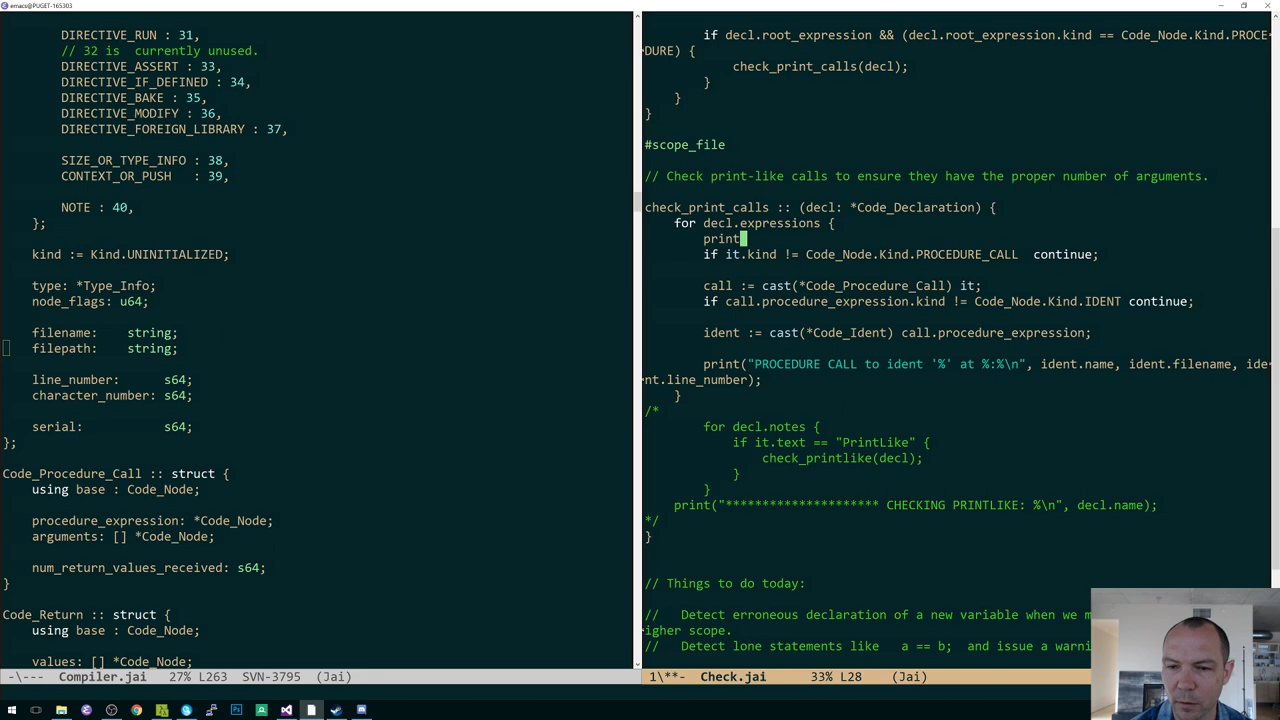 emacs@PUGET-165303
DIRECTIVE_RUN : 31,
// 32 is  currently unused.
DIRECTIVE_ASSERT : 33,
DIRECTIVE_IF_DEFINED : 34,
DIRECTIVE_BAKE : 35,
DIRECTIVE_MODIFY : 36,
DIRECTIVE_FOREIGN_LIBRARY : 37,
SIZE_OR_TYPE_INFO : 38,
CONTEXT_OR_PUSH   : 39,
NOTE : 40,
};
kind := Kind.UNINITIALIZED;
type: *Type_Info;
node_flags: u64;
filename:    string;
filepath:    string;
line_number:      s64;
character_number: s64;
serial:           s64;
};
Code_Procedure_Call :: struct {
using base : Code_Node;
procedure_expression: *Code_Node;
arguments: [] *Code_Node;
num_return_values_received: s64;
}
Code_Return :: struct {
using base : Code_Node;
values: [] *Code_Node;
-\---  Compiler.jai   27% L263  SVN-3795  (Jai)
if decl.root_expression && (decl.root_expression.kind == Code_Node.Kind.PROCE
DURE) {
check_print_calls(decl);
}
}
}
#scope_file
// Check print-like calls to ensure they have the proper number of arguments.
check_print_calls :: (decl: *Code_Declaration) {
for decl.expressions {
print
if it.kind != Code_Node.Kind.PROCEDURE_CALL  continue;
call := cast(*Code_Procedure_Call) it;
if call.procedure_expression.kind != Code_Node.Kind.IDENT continue;
ident := cast(*Code_Ident) call.procedure_expression;
print("PROCEDURE CALL to ident '%' at %:%\n", ident.name, ident.filename, ide
nt.line_number);
}
/*
for decl.notes {
if it.text == "PrintLike" {
check_printlike(decl);
}
}
print("********************* CHECKING PRINTLIKE: %\n", decl.name);
*/
}
// Things to do today:
//   Detect erroneous declaration of a new variable when we m
igher scope.
//   Detect lone statements like   a == b;  and issue a warni
1\**-  Check.jai      33% L28    (Jai)